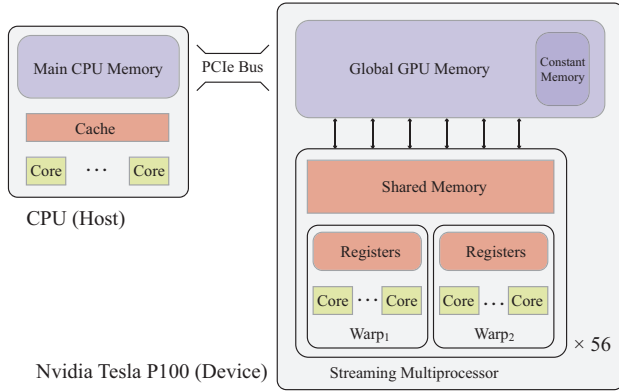 Main CPU Memory
Cache
Core ··· Core
CPU (Host)
PCIe Bus
Global GPU Memory
Constant
Memory
Shared Memory
Registers
Core ··· Core
Warp₁
Registers
Core ··· Core
Warp₂
× 56
Streaming Multiprocessor
Nvidia Tesla P100 (Device)